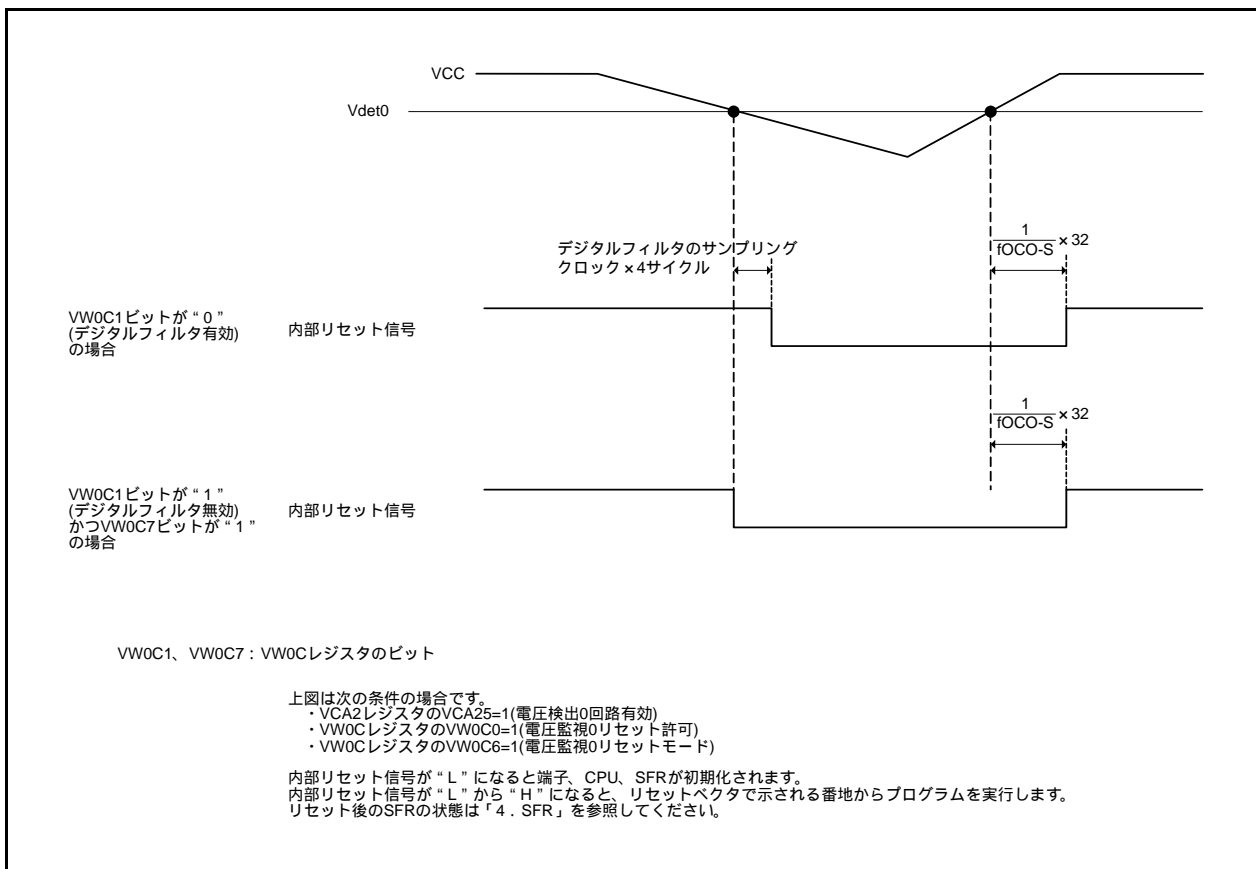 VCC
Vdet0
デジタルフィルタのサンプリング
クロック×4サイクル
1
fOCO-S
×32
VW0C1ビットが“0”
(デジタルフィルタ有効)
の場合
内部リセット信号
1
fOCO-S
×32
VW0C1ビットが“1”
(デジタルフィルタ無効)
かつVW0C7ビットが“1”
の場合
内部リセット信号
VW0C1、VW0C7：VW0Cレジスタのビット
上図は次の条件の場合です。
・VCA2レジスタのVCA25=1(電圧検出0回路有効)
・VW0CレジスタのVW0C0=1(電圧監視0リセット許可)
・VW0CレジスタのVW0C6=1(電圧監視0リセットモード)
内部リセット信号が“L”になると端子、CPU、SFRが初期化されます。
内部リセット信号が“L”から“H”になると、リセットベクタで示される番地からプログラムを実行します。
リセット後のSFRの状態は「4．SFR」を参照してください。